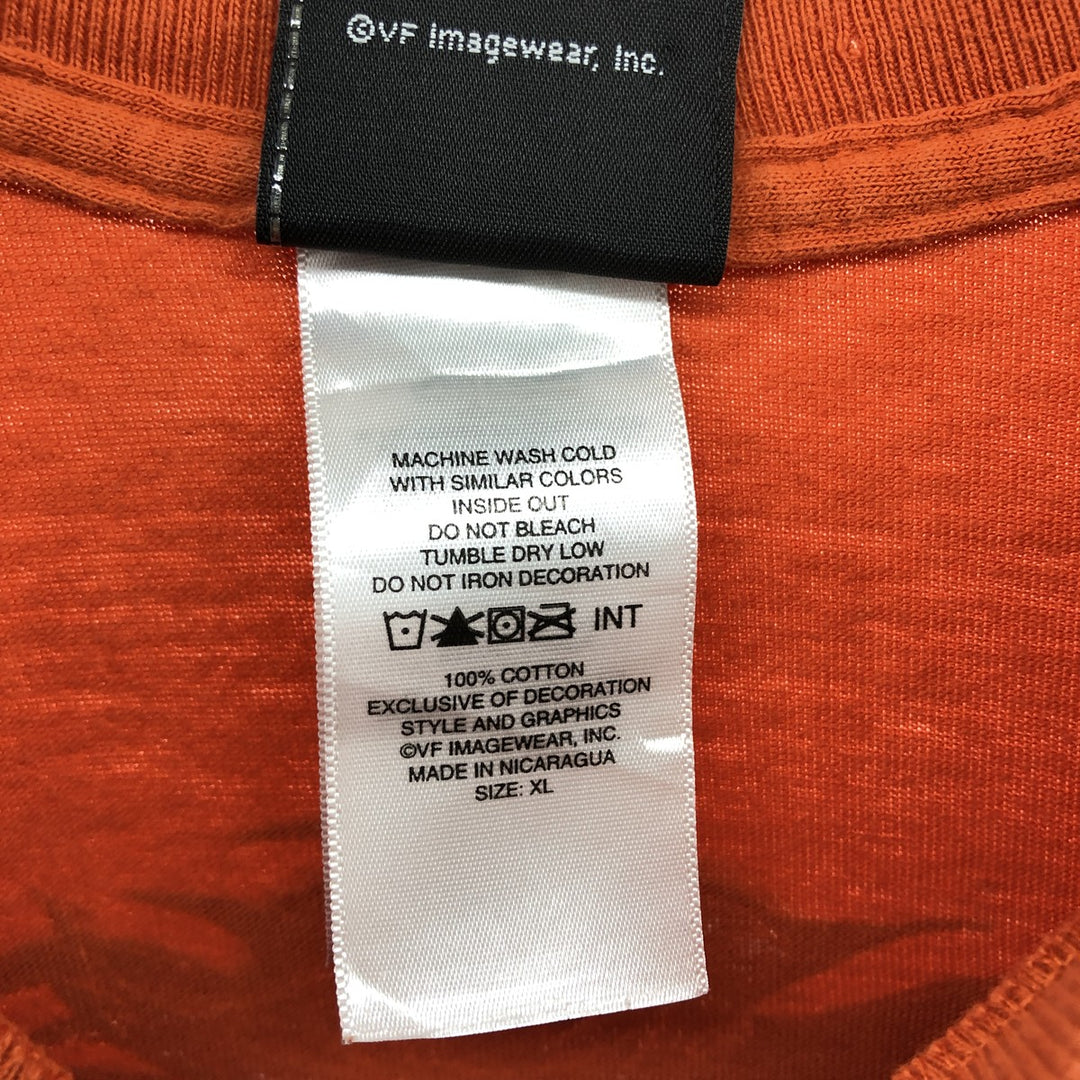 ©VF Imagewear, Inc.
MACHINE WASH COLD
WITH SIMILAR COLORS
INSIDE OUT
DO NOT BLEACH
TUMBLE DRY LOW
DO NOT IRON DECORATION
INT
100% COTTON
EXCLUSIVE OF DECORATION
STYLE AND GRAPHICS
©VF IMAGEWEAR, INC.
MADE IN NICARAGUA
SIZE: XL